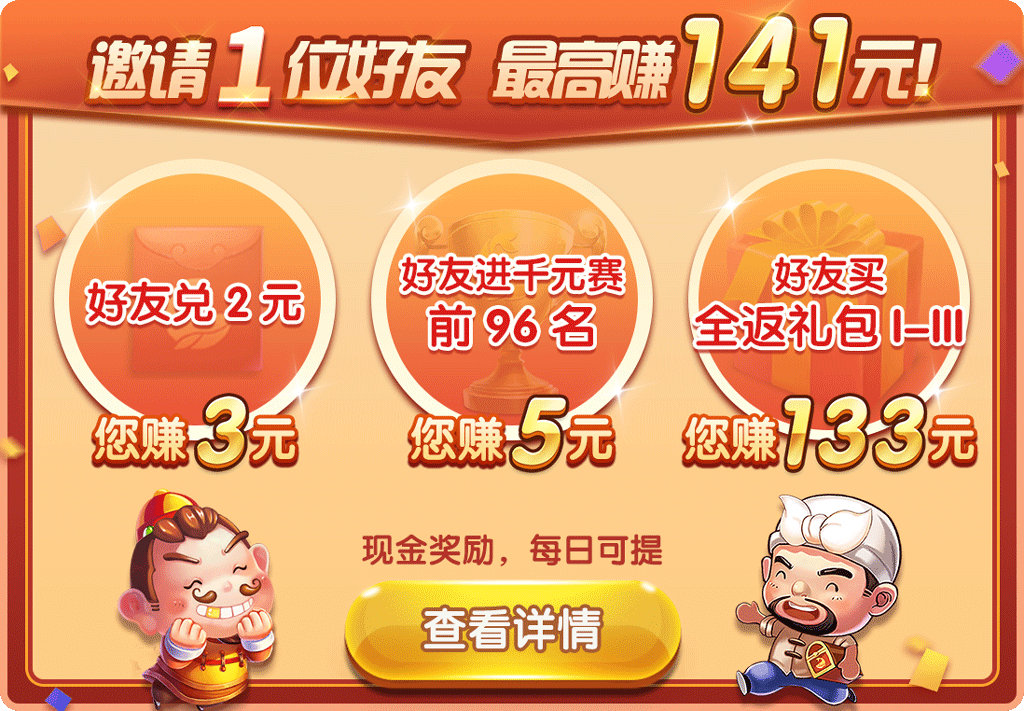 邀请1位好友 最高赚141元!
好友兑2元
您赚3元
好友进千元赛
前96名
您赚5元
好友买
全返礼包I-III
您赚133元
现金奖励，每日可提
查看详情